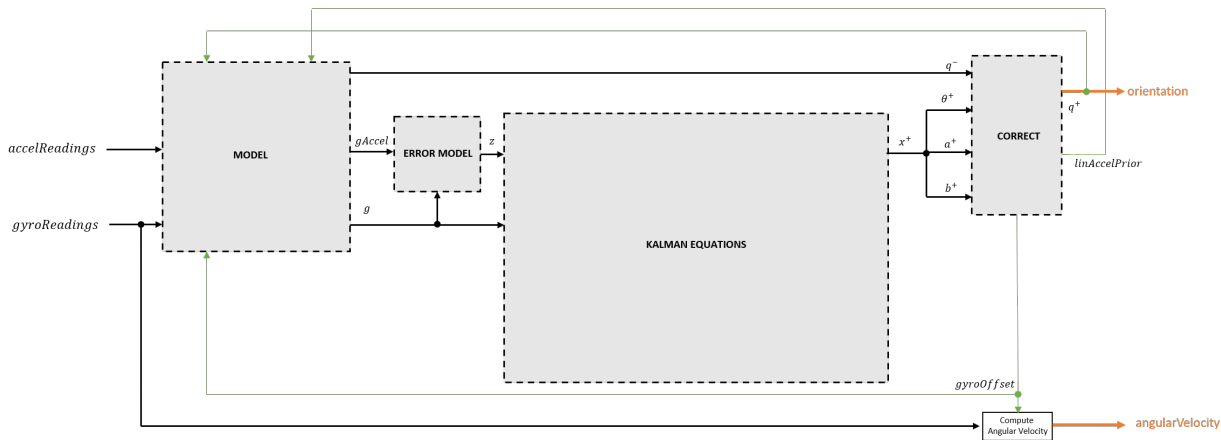 q⁻
orientation
θ⁺
q⁺
CORRECT
gAccel
z
x⁺
a⁺
accelReadings
MODEL
ERROR MODEL
linAccelPrior
b⁺
g
gyroReadings
KALMAN EQUATIONS
gyroOffset
Compute
Angular Velocity
angularVelocity